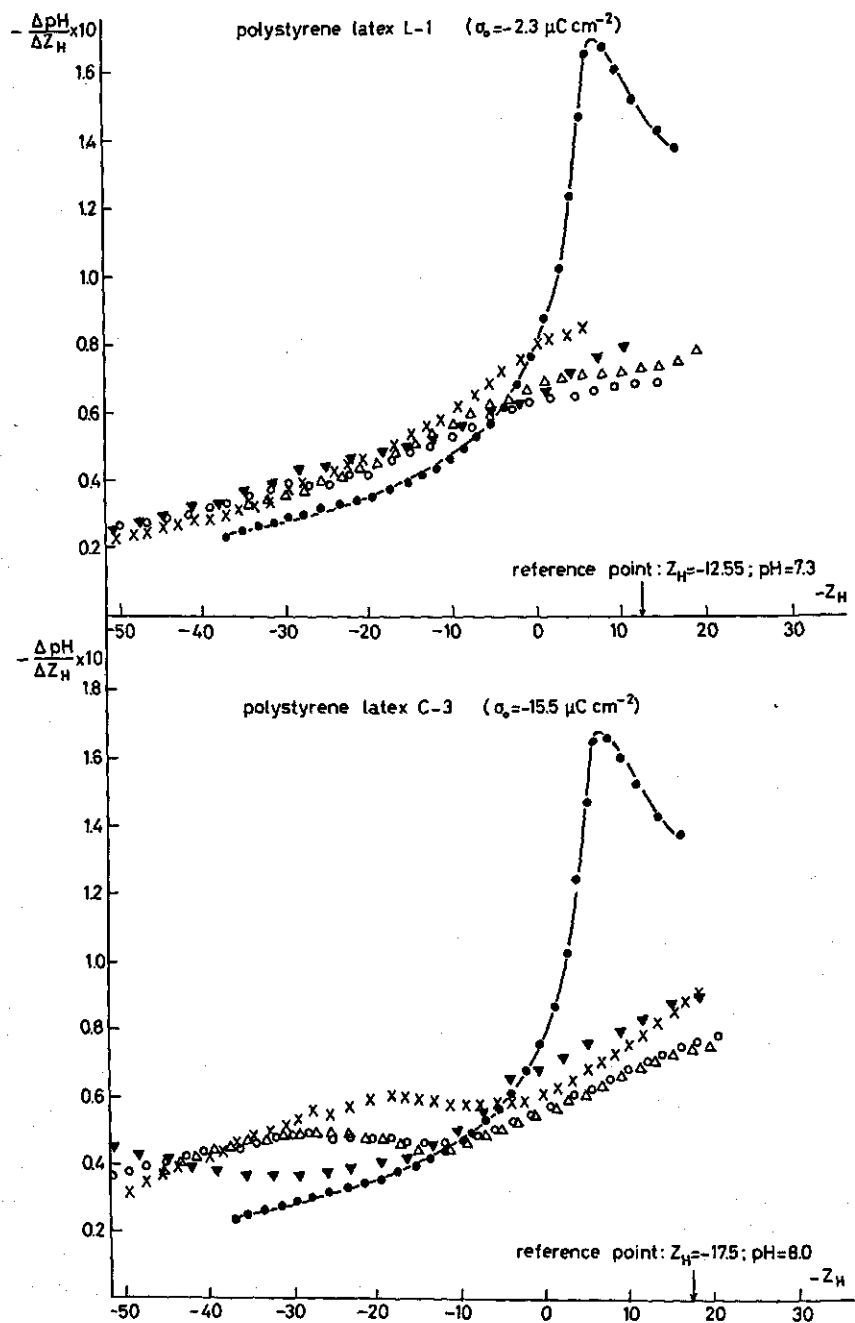 − ΔpH/ΔZ_H ×10
polystyrene latex L-1 (σ₀=−2.3 μC cm⁻²)
1.6
1.4
1.2
1.0
0.8
0.6
0.4
0.2
reference point: Z_H=−12.55; pH=7.3
−Z_H
−50 −40 −30 −20 −10 0 10 20 30
− ΔpH/ΔZ_H ×10
1.8
polystyrene latex C-3 (σ₀=−15.5 μC cm⁻²)
1.6
1.4
1.2
1.0
0.8
0.6
0.4
0.2
reference point: Z_H=−17.5; pH=8.0
−Z_H
−50 −40 −30 −20 −10 0 10 20 30